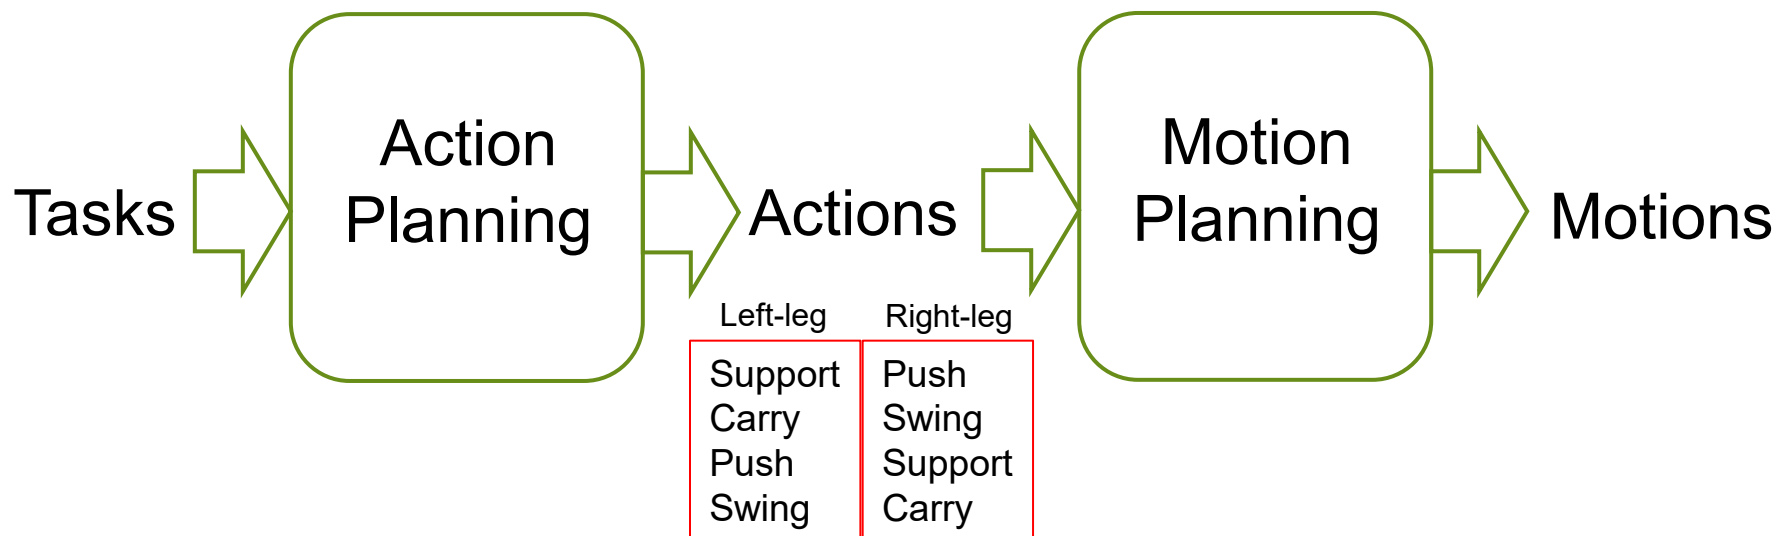 Tasks
Action
Planning
Actions
Motion
Planning
Motions
Left-leg
Right-leg
Support
Carry
Push
Swing
Push
Swing
Support
Carry